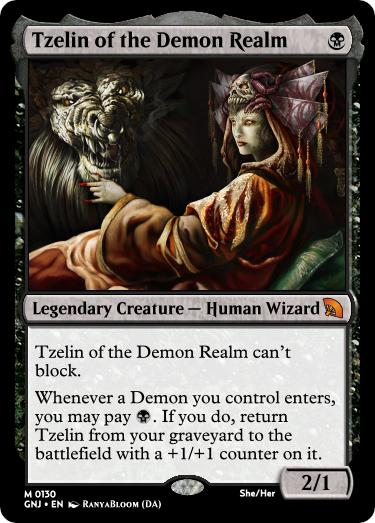 Tzelin of the Demon Realm
Legendary Creature — Human Wizard
Tzelin of the Demon Realm can't
block.
Whenever a Demon you control enters,
you may pay . If you do, return
Tzelin from your graveyard to the
battlefield with a +1/+1 counter on it.
2/1
M 0130
GNJ • EN RanyaBloom (DA)
She/Her